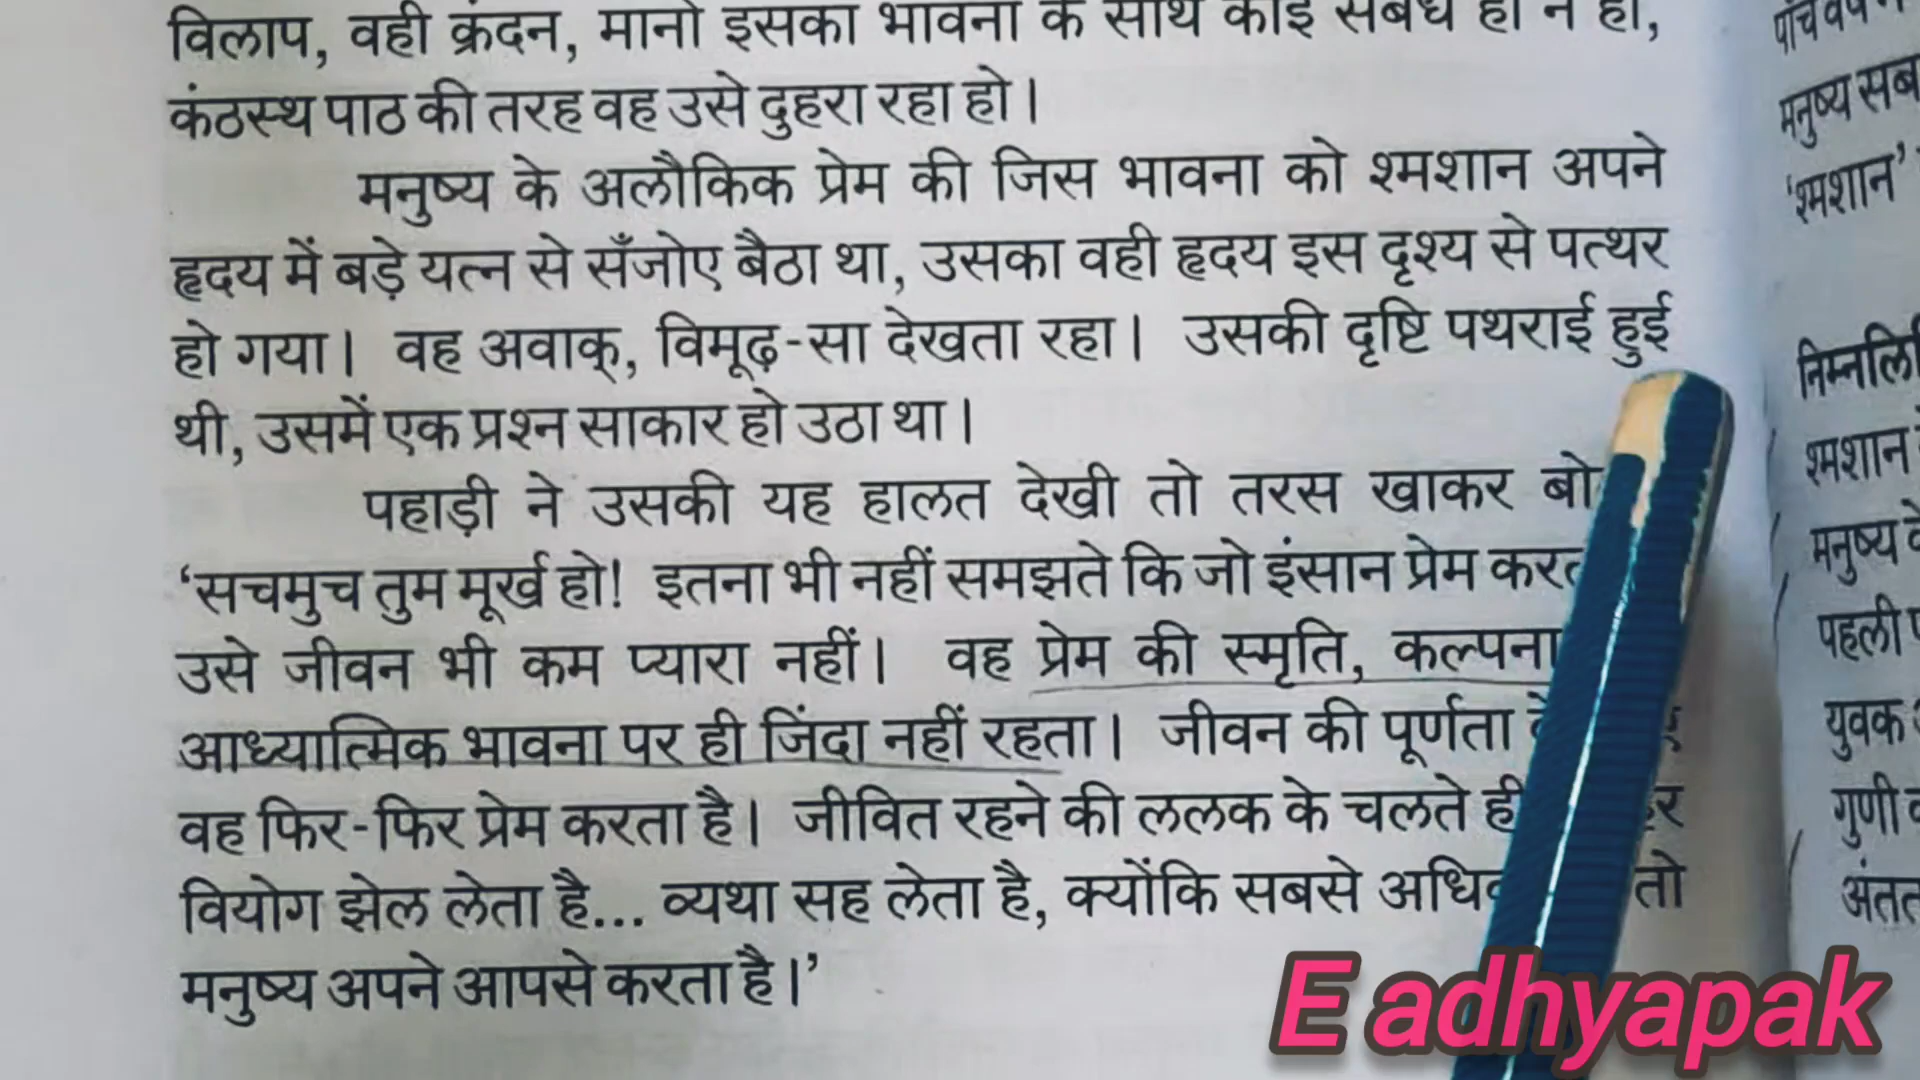 विलाप, वही क्रंदन, मानो इसका भावना के साथ कोई संबंध ही न हो,
कंठस्थ पाठ की तरह वह उसे दुहरा रहा हो।
मनुष्य के अलौकिक प्रेम की जिस भावना को श्मशान अपने
हृदय में बड़े यत्न से सँजोए बैठा था, उसका वही हृदय इस दृश्य से पत्थर
हो गया। वह अवाक्, विमूढ़-सा देखता रहा। उसकी दृष्टि पथराई हुई
थी, उसमें एक प्रश्न साकार हो उठा था।
पहाड़ी ने उसकी यह हालत देखी तो तरस खाकर
‘सचमुच तुम मूर्ख हो! इतना भी नहीं समझते कि जो इंसान प्रेम
उसे जीवन भी कम प्यारा नहीं। वह प्रेम की स्मृति, कल्पना
आध्यात्मिक भावना पर ही जिंदा नहीं रहता। जीवन की पूर्णता
वह फिर-फिर प्रेम करता है। जीवित रहने की ललक के चलते ही
वियोग झेल लेता है... व्यथा सह लेता है, क्योंकि सबसे तो
मनुष्य अपने आपसे करता है।’
E adhyapak
मनुष्य
‘श्मशान’
श्मशान
मनुष्य
पहली
युवक
गुणी